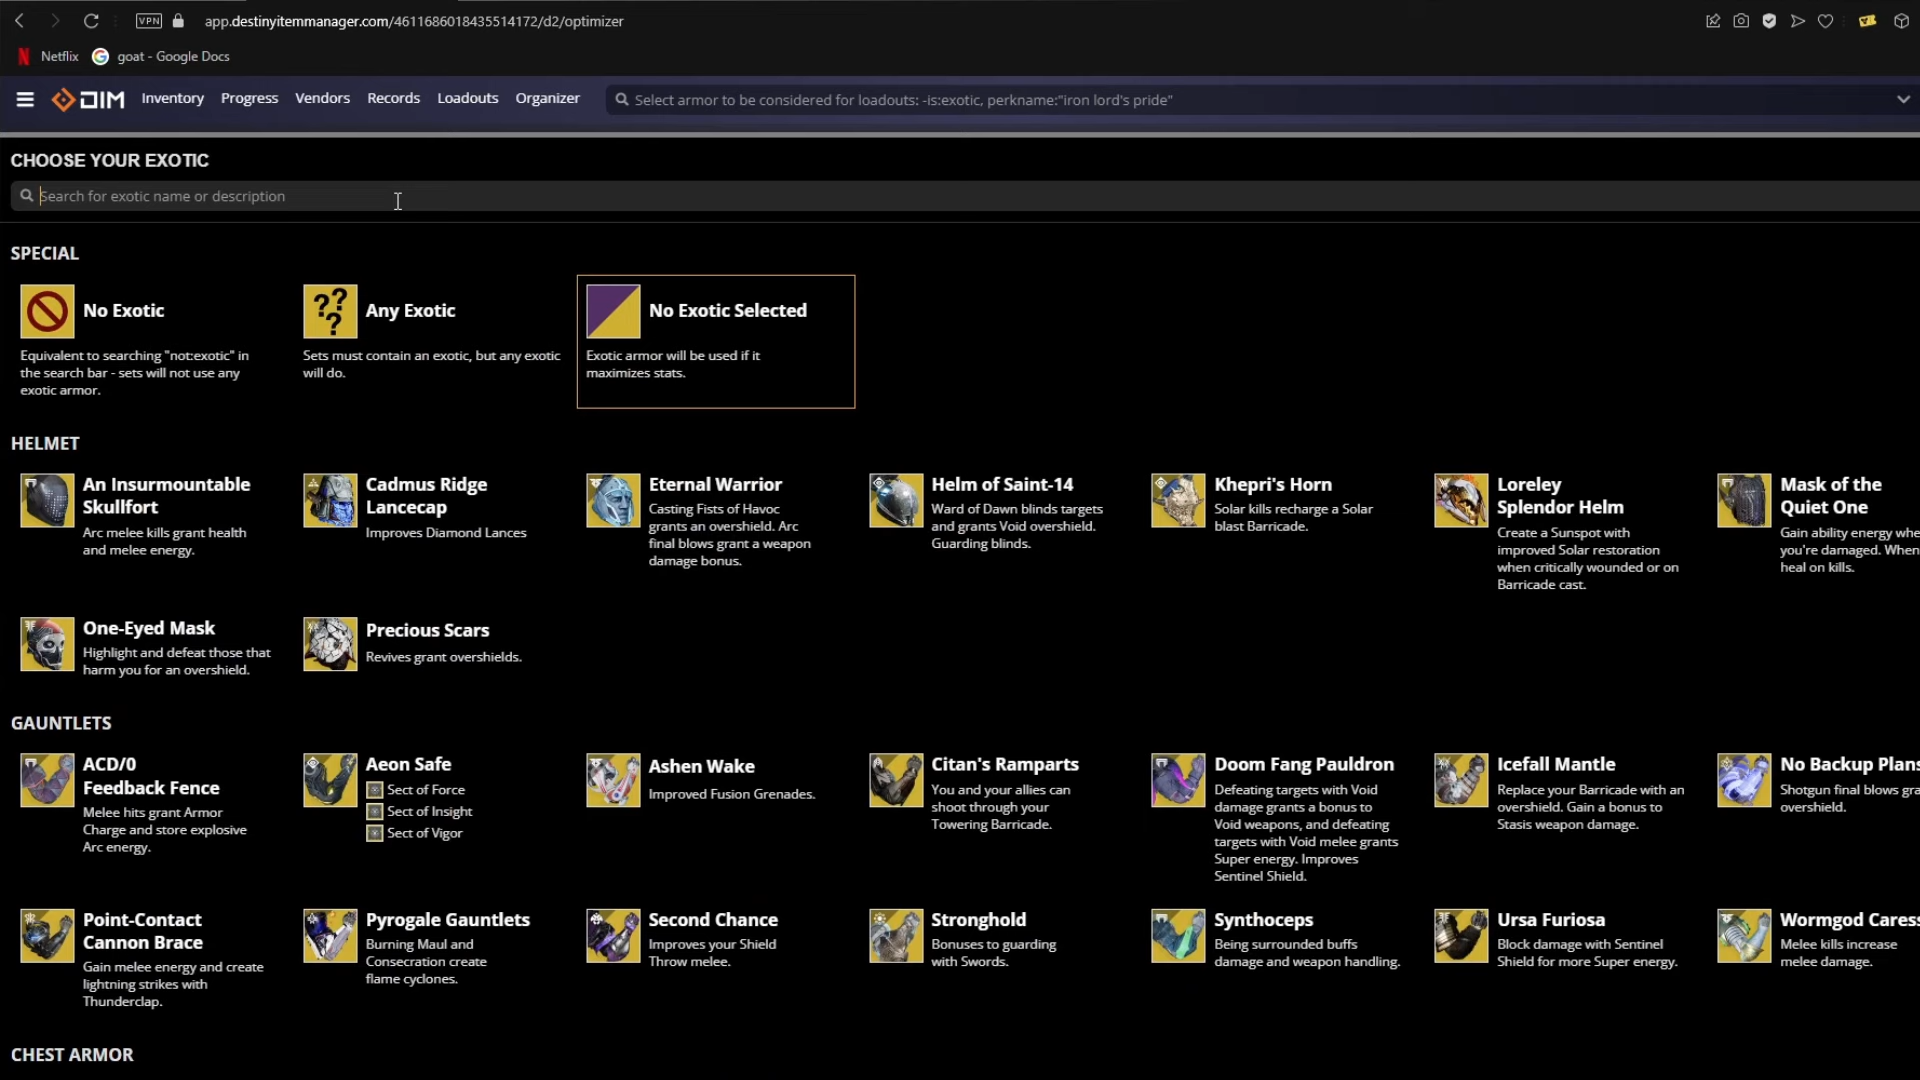 VPN app.destinyitemmanager.com/4611686018435514172/d2/optimizer
Netflix goat - Google Docs
DIM Inventory Progress Vendors Records Loadouts Organizer Select armor to be considered for loadouts: -is:exotic, perkname:"iron lord's pride"
CHOOSE YOUR EXOTIC
Search for exotic name or description
SPECIAL
No Exotic
Equivalent to searching "not:exotic" in
the search bar - sets will not use any
exotic armor.
?? ? Any Exotic
Sets must contain an exotic, but any exotic
will do.
No Exotic Selected
Exotic armor will be used if it
maximizes stats.
HELMET
An Insurmountable
Skullfort
Arc melee kills grant health
and melee energy.
Cadmus Ridge
Lancecap
Improves Diamond Lances
Eternal Warrior
Casting Fists of Havoc
grants an overshield. Arc
final blows grant a weapon
damage bonus.
Helm of Saint-14
Ward of Dawn blinds targets
and grants Void overshield.
Guarding blinds.
Khepri's Horn
Solar kills recharge a Solar
blast Barricade.
Loreley
Splendor Helm
Create a Sunspot with
improved Solar restoration
when critically wounded or on
Barricade cast.
Mask of the
Quiet One
Gain ability energy whe
you're damaged. When
heal on kills.
One-Eyed Mask
Highlight and defeat those that
harm you for an overshield.
Precious Scars
Revives grant overshields.
GAUNTLETS
ACD/0
Feedback Fence
Melee hits grant Armor
Charge and store explosive
Arc energy.
Aeon Safe
Sect of Force
Sect of Insight
Sect of Vigor
Ashen Wake
Improved Fusion Grenades.
Citan's Ramparts
You and your allies can
shoot through your
Towering Barricade.
Doom Fang Pauldron
Defeating targets with Void
damage grants a bonus to
Void weapons, and defeating
targets with Void melee grants
Super energy. Improves
Sentinel Shield.
Icefall Mantle
Replace your Barricade with an
overshield. Gain a bonus to
Stasis weapon damage.
No Backup Plans
Shotgun final blows gra
overshield.
Point-Contact
Cannon Brace
Gain melee energy and create
lightning strikes with
Thunderclap.
Pyrogale Gauntlets
Burning Maul and
Consecration create
flame cyclones.
Second Chance
Improves your Shield
Throw melee.
Stronghold
Bonuses to guarding
with Swords.
Synthoceps
Being surrounded buffs
damage and weapon handling.
Ursa Furiosa
Block damage with Sentinel
Shield for more Super energy.
Wormgod Caress
Melee kills increase
melee damage.
CHEST ARMOR